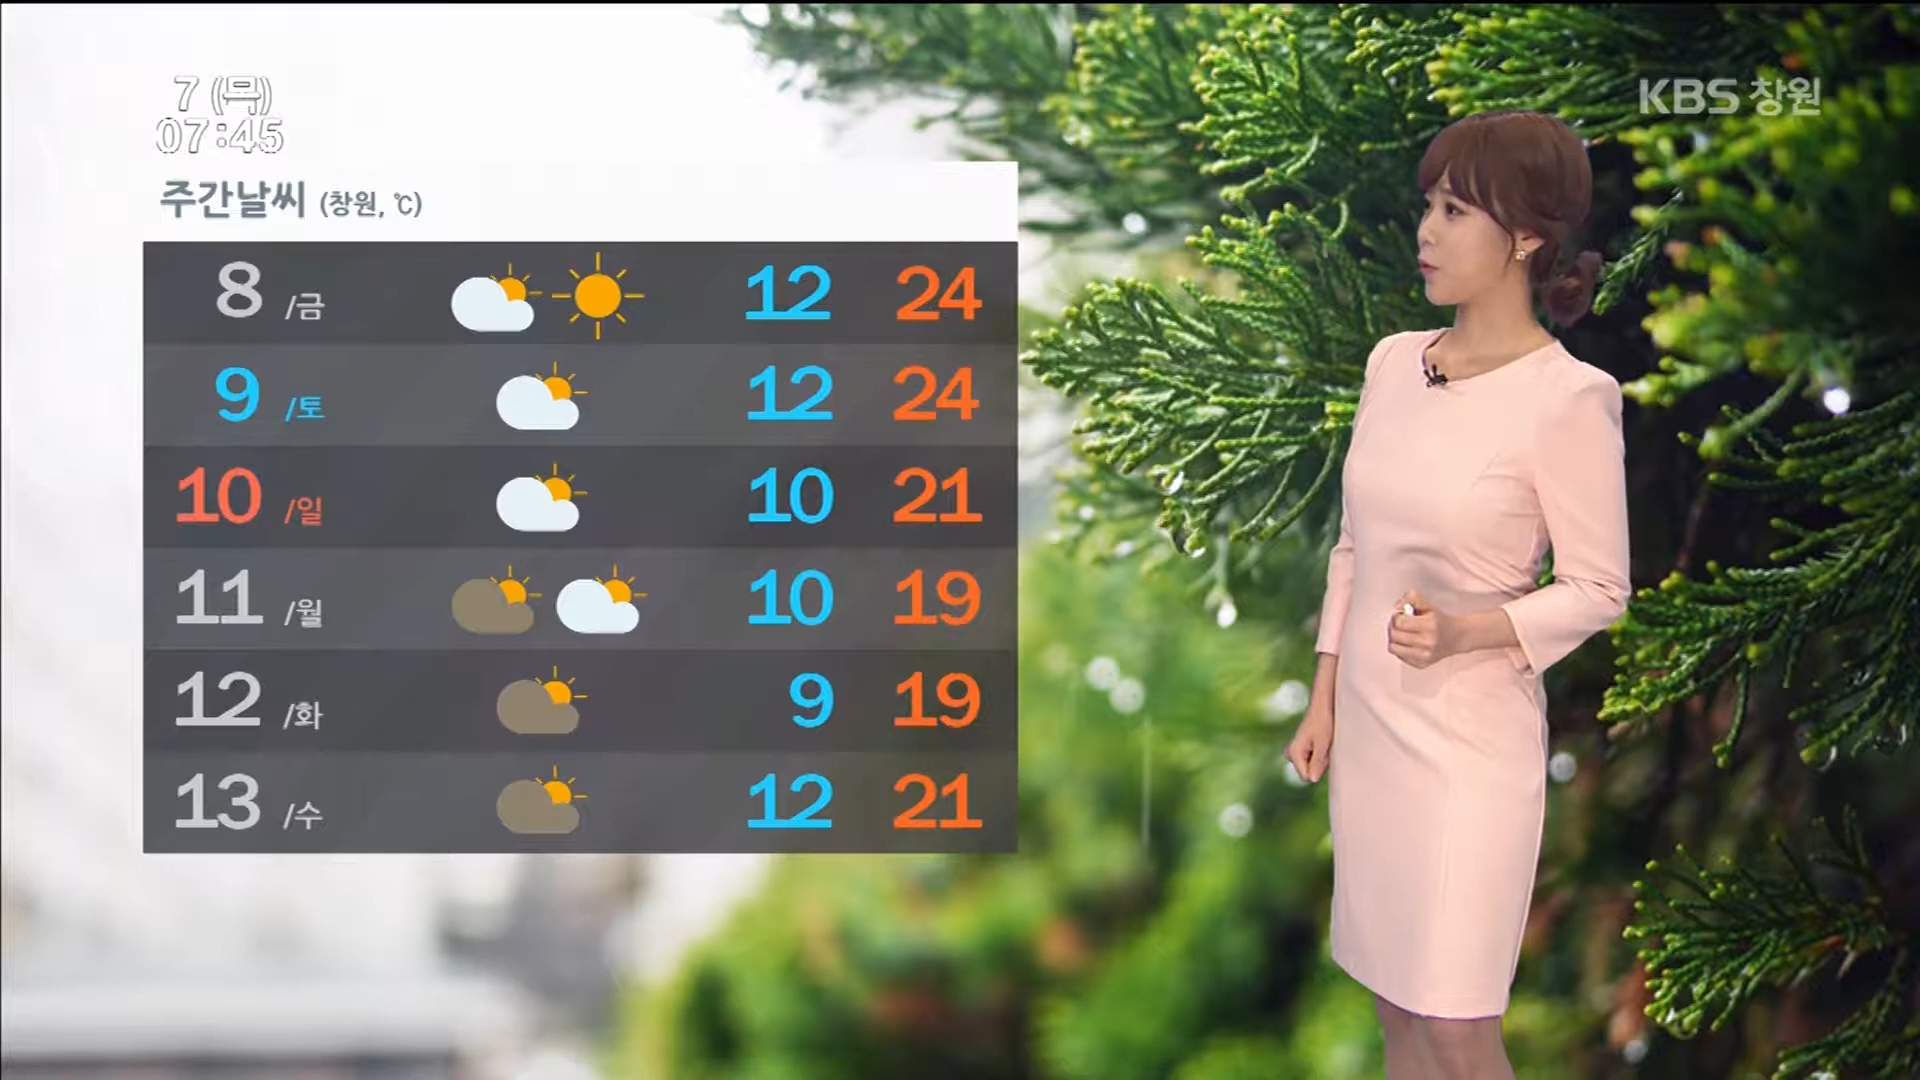 7 (목)
07:45
KBS 창원
주간날씨 (창원, ℃)
8 /금 12 24
9 /토 12 24
10 /일 10 21
11 /월 10 19
12 /화 9 19
13 /수 12 21